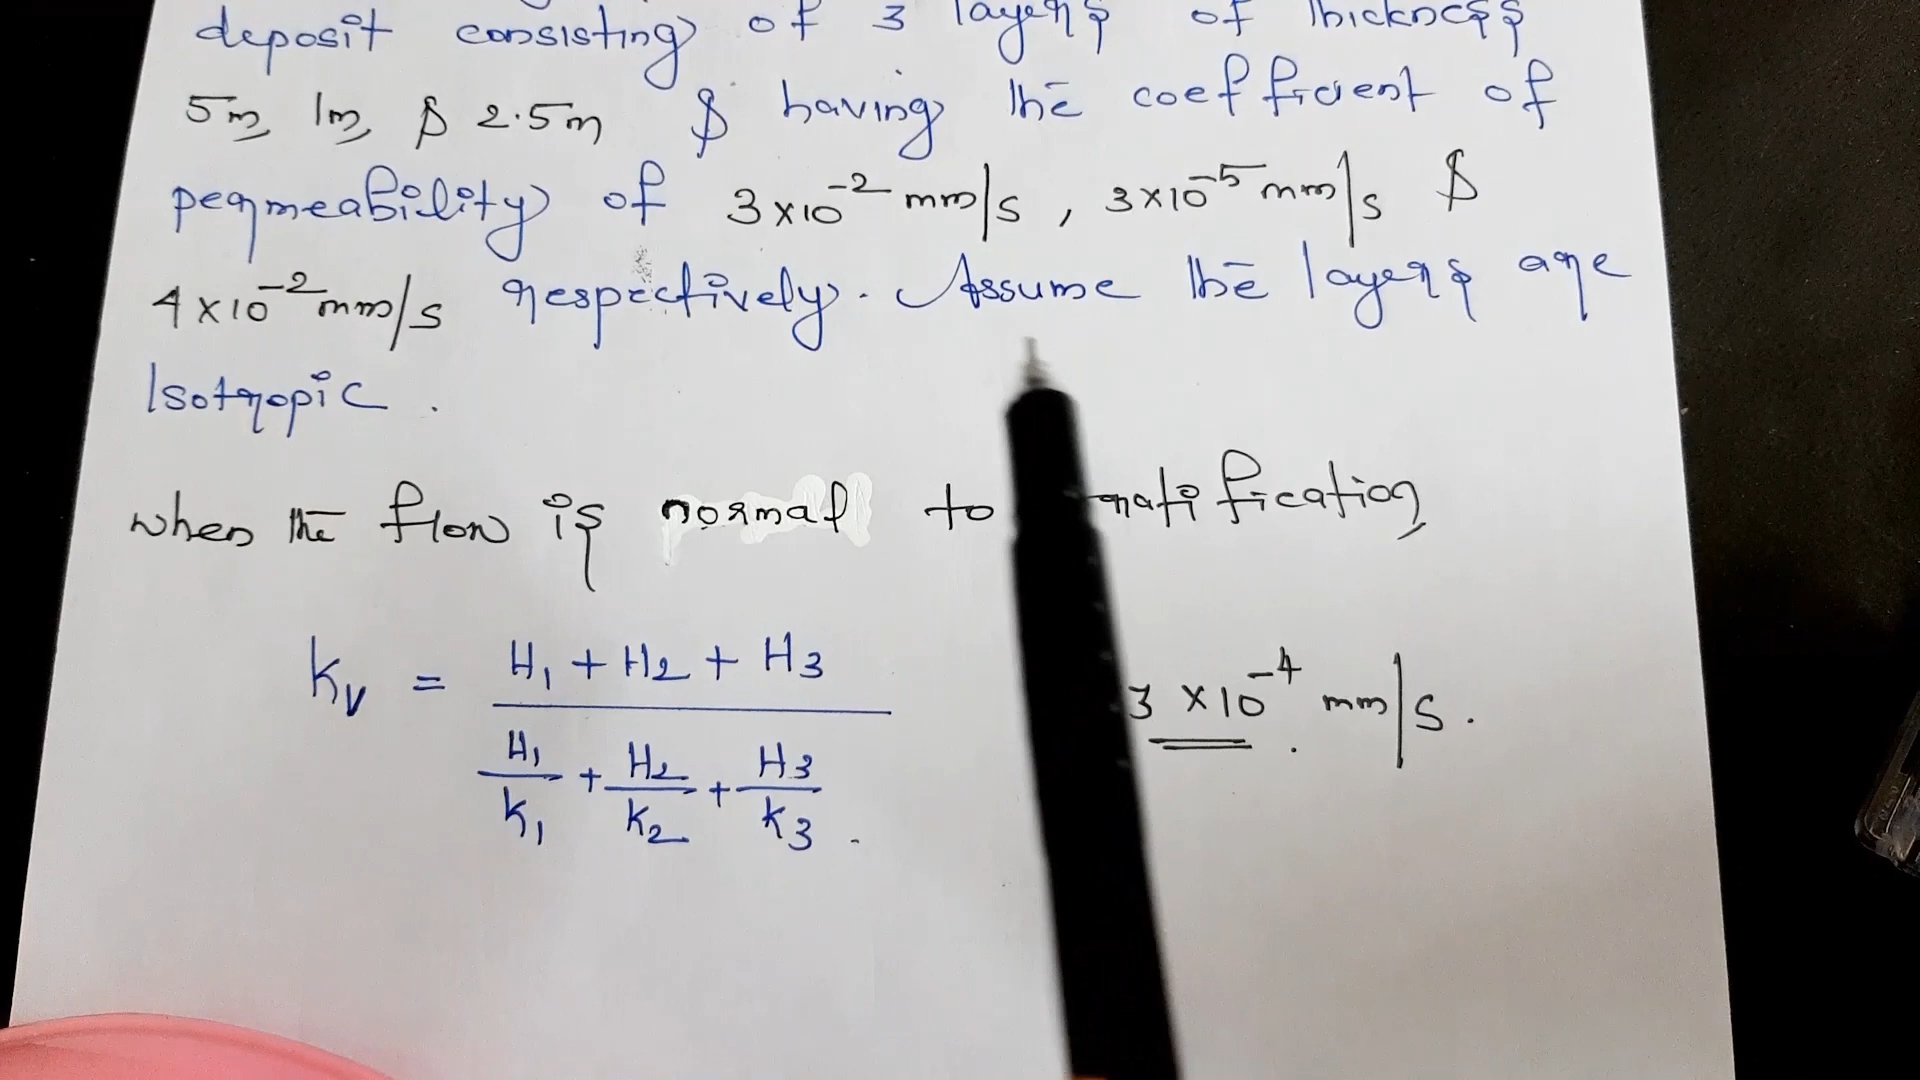 deposit consisting of 3 layers of thickness
5m, 1m, & 2.5m & having the coefficient of
permeability of 3×10⁻² mm/s, 3×10⁻⁵ mm/s &
4×10⁻² mm/s respectively. Assume the layers are
Isotropic.
when the flow is normal to
kv = (H1 + H2 + H3) / (H1/k1 + H2/k2 + H3/k3)
3 ×10⁻⁴ mm/s.